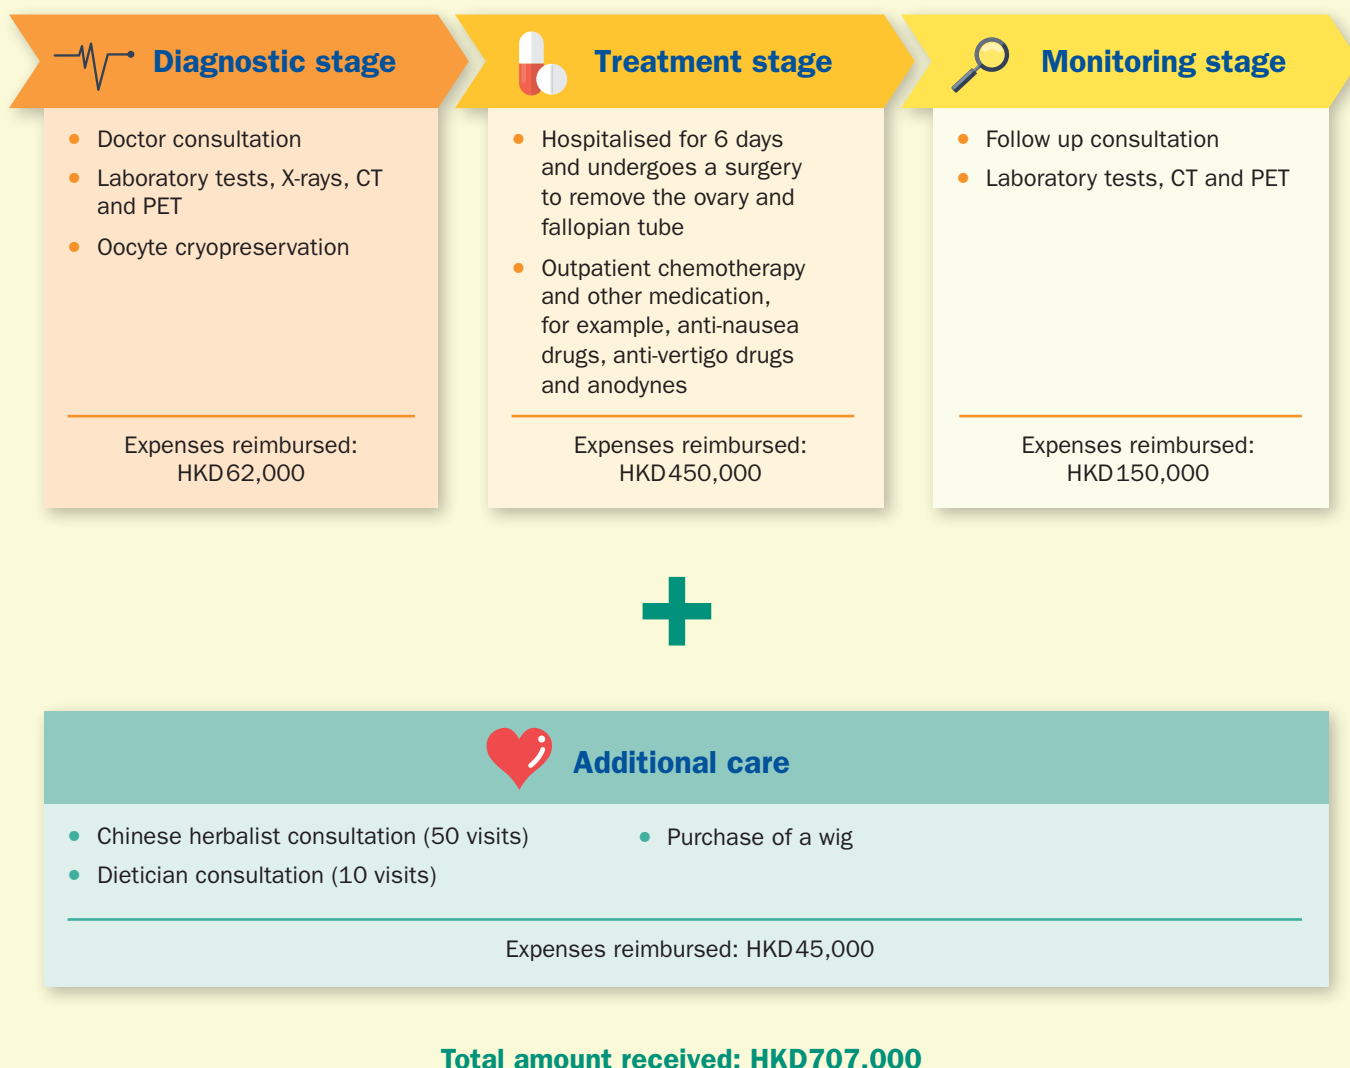 Diagnostic stage
Doctor consultation
Laboratory tests, X-rays, CT
and PET
Oocyte cryopreservation
Expenses reimbursed:
HKD62,000
Treatment stage
Hospitalised for 6 days
and undergoes a surgery
to remove the ovary and
fallopian tube
Outpatient chemotherapy
and other medication,
for example, anti-nausea
drugs, anti-vertigo drugs
and anodynes
Expenses reimbursed:
HKD450,000
Monitoring stage
Follow up consultation
Laboratory tests, CT and PET
Expenses reimbursed:
HKD150,000
+
Additional care
Chinese herbalist consultation (50 visits)
Dietician consultation (10 visits)
Purchase of a wig
Expenses reimbursed: HKD45,000
Total amount received: HKD707,000